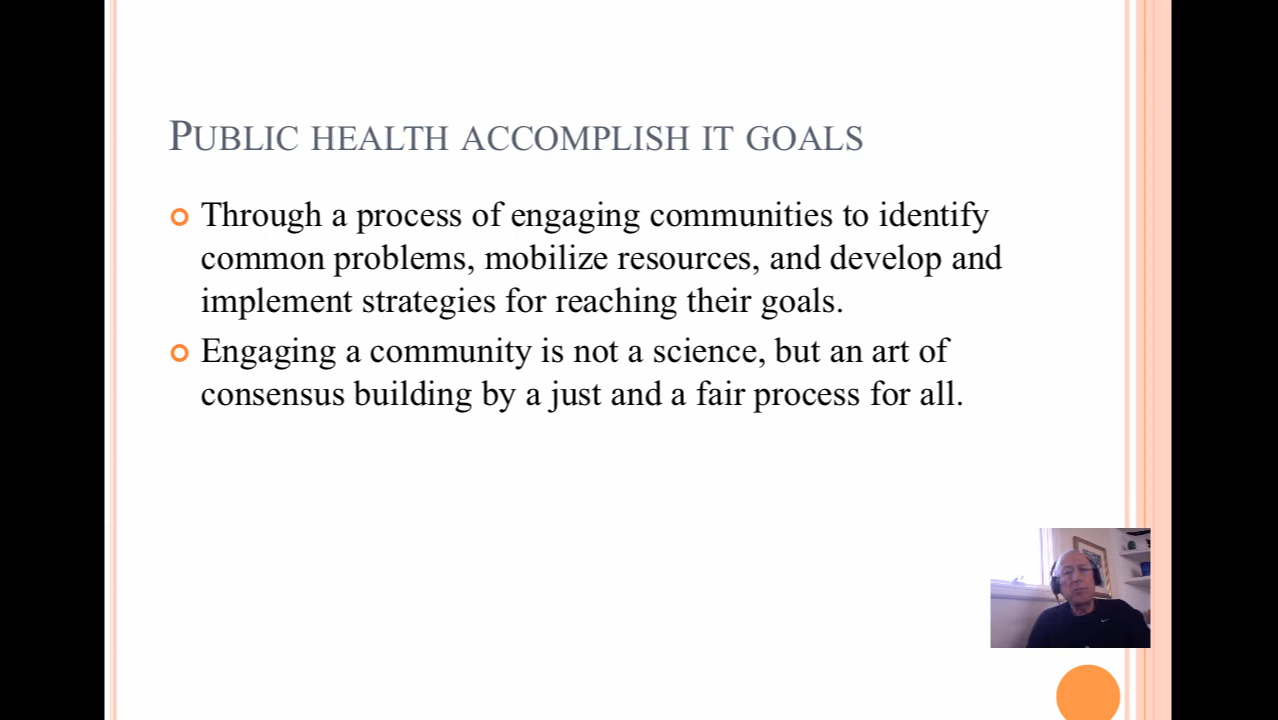 PUBLIC HEALTH ACCOMPLISH IT GOALS
Through a process of engaging communities to identify
common problems, mobilize resources, and develop and
implement strategies for reaching their goals.
Engaging a community is not a science, but an art of
consensus building by a just and a fair process for all.